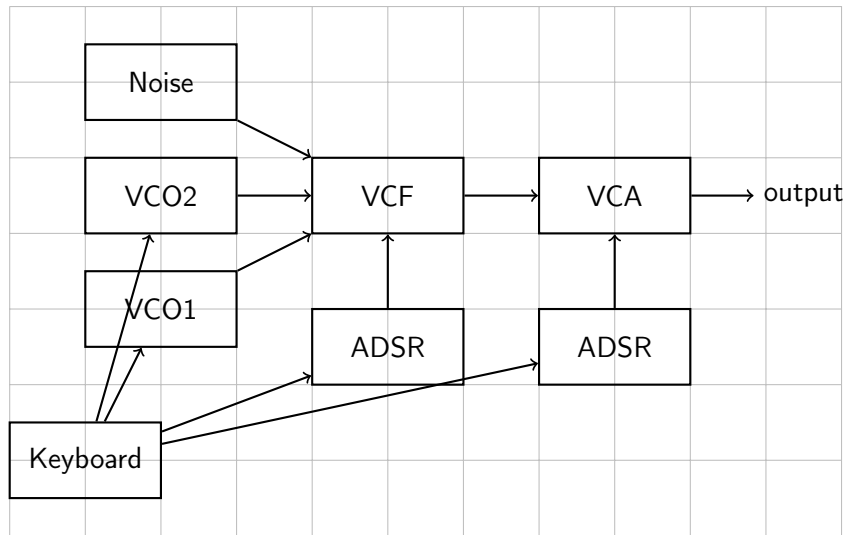 Noise
VCO2
VCF
VCA
output
VCO1
ADSR
ADSR
Keyboard